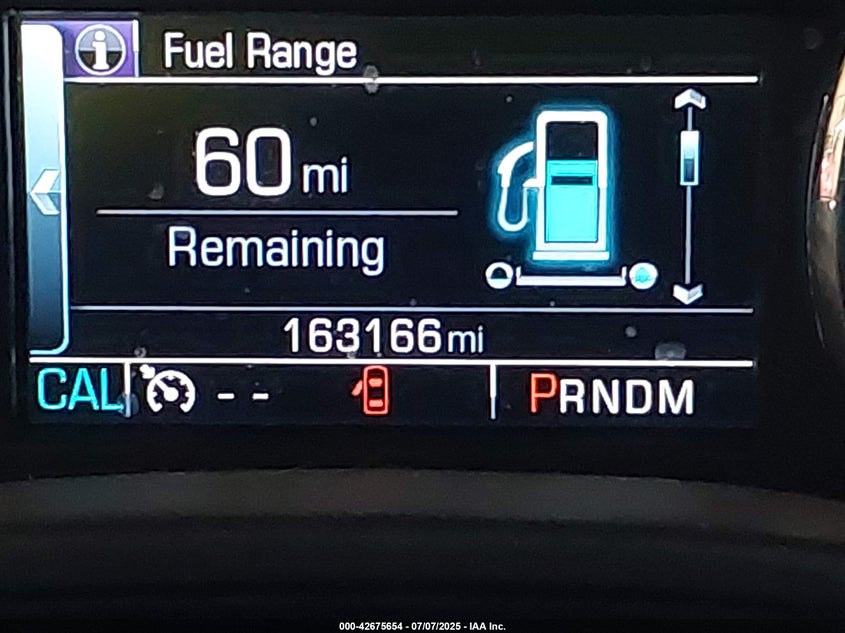 Fuel Range
60 mi
Remaining
163166 mi
CAL -- PRNDM
000-42675654 - 07/07/2025 - IAA Inc.